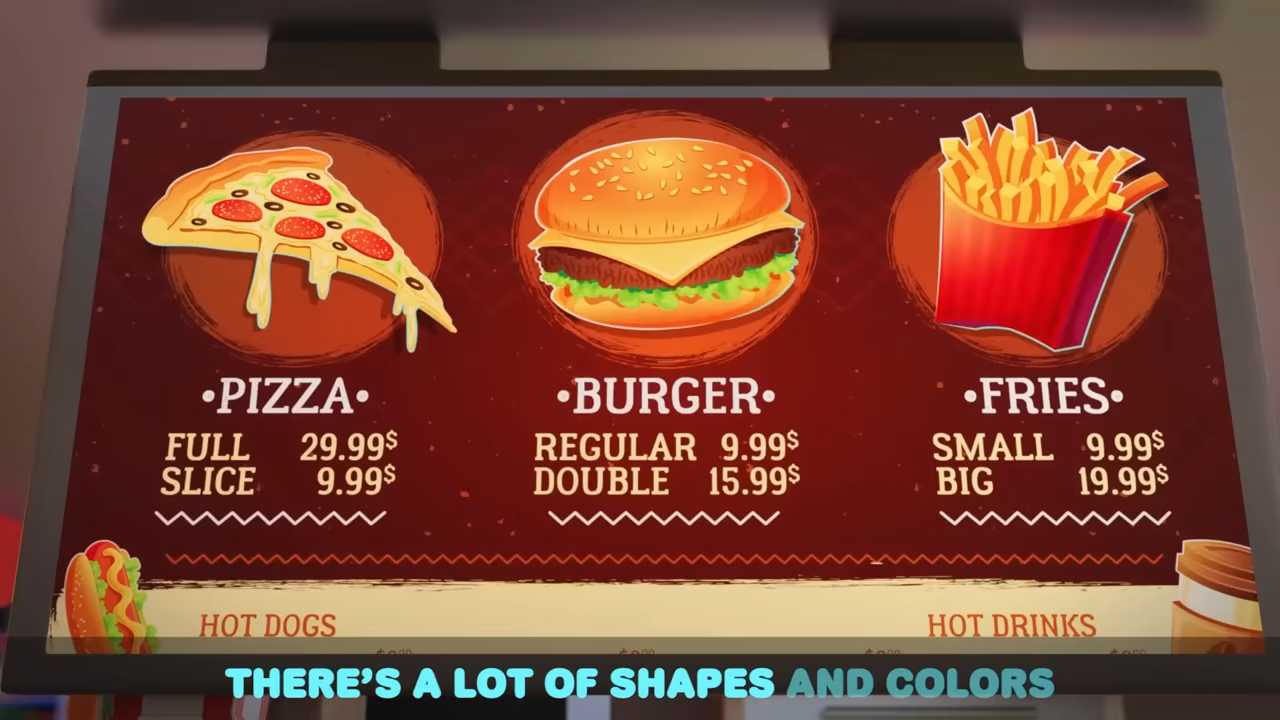 •PIZZA•
FULL 29.99$
SLICE 9.99$
•BURGER•
REGULAR 9.99$
DOUBLE 15.99$
•FRIES•
SMALL 9.99$
BIG 19.99$
HOT DOGS
HOT DRINKS
THERE'S A LOT OF SHAPES AND COLORS